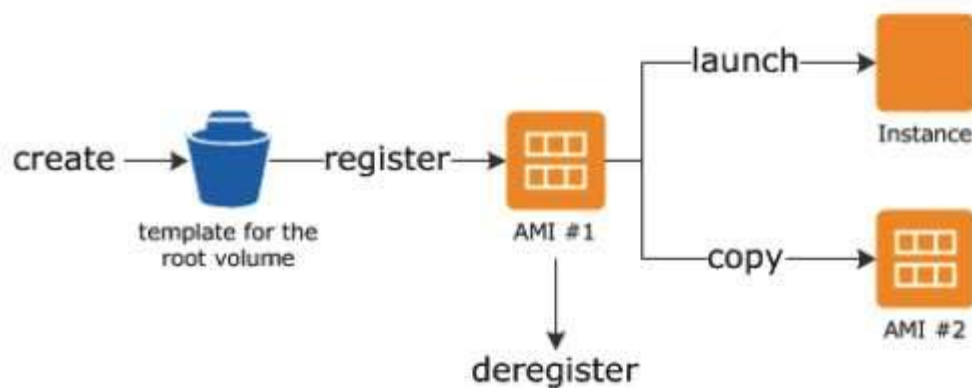 create
template for the
root volume
register
AMI #1
deregister
launch
Instance
copy
AMI #2